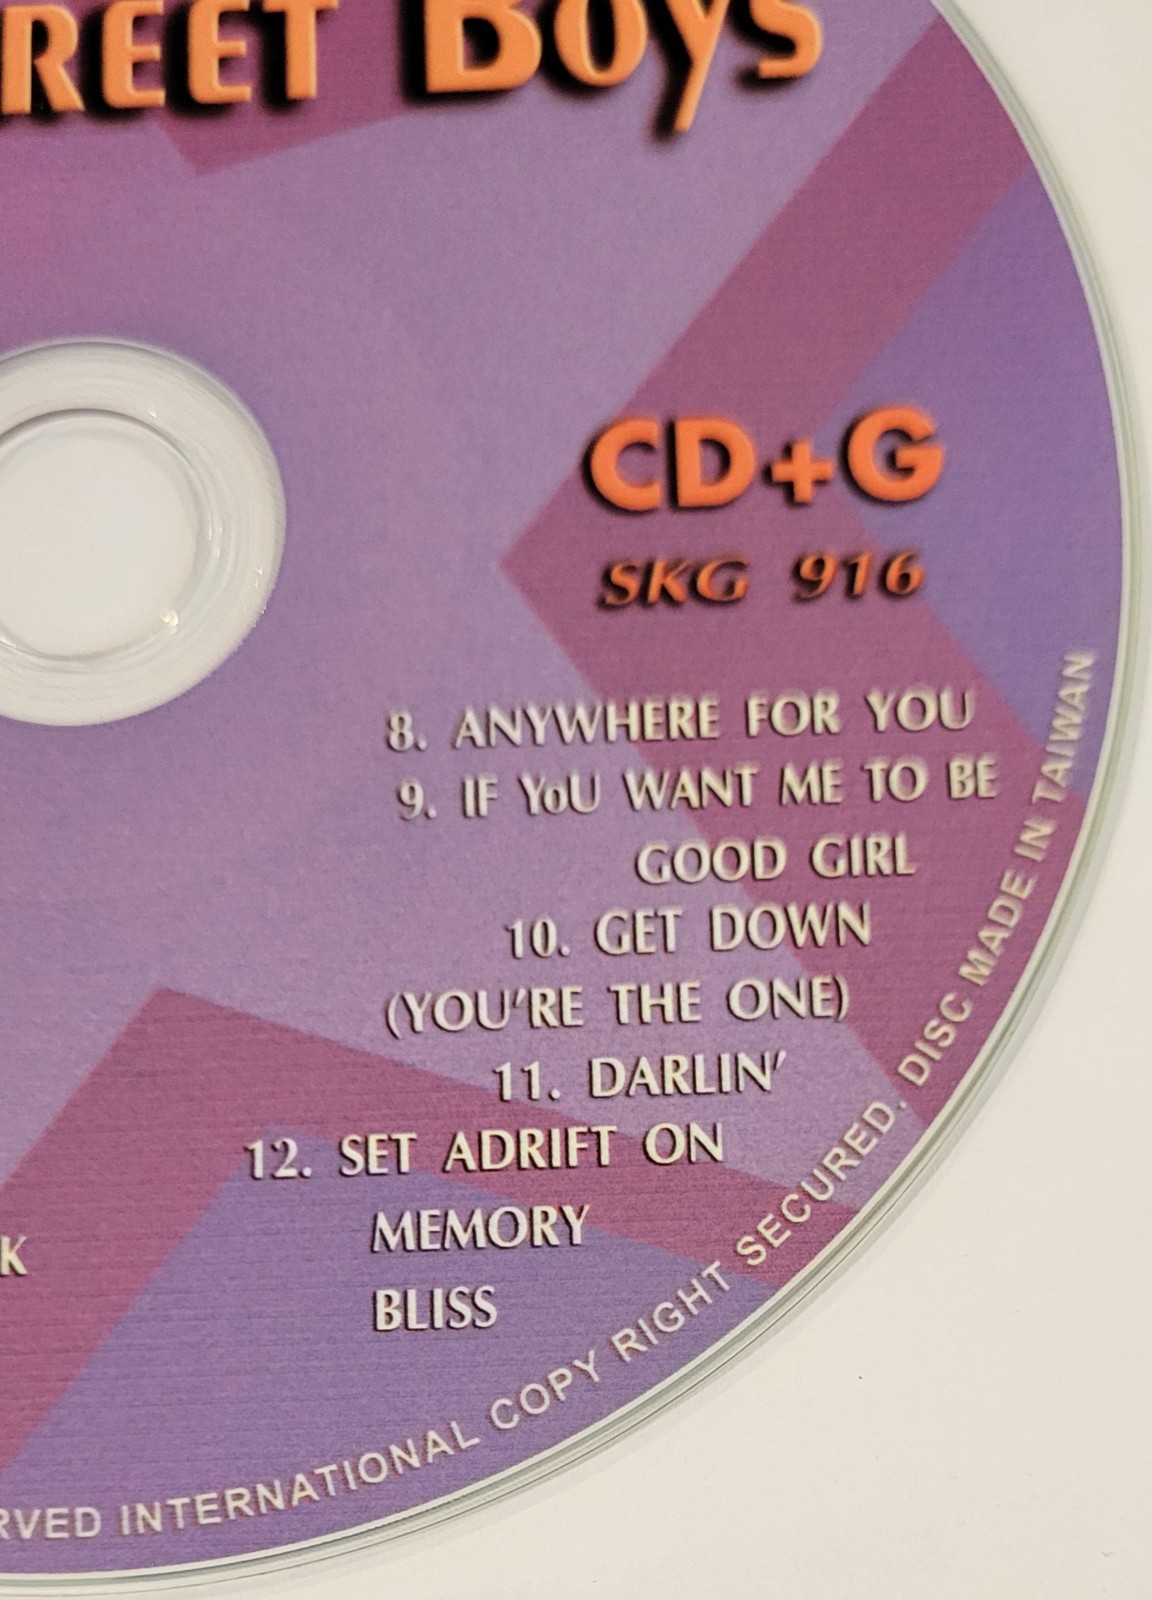 REET BOYS
CD+G
SKG 916
8. ANYWHERE FOR YOU
9. IF YoU WANT ME TO BE
GOOD GIRL
10. GET DOWN
(YOU'RE THE ONE)
11. DARLIN'
12. SET ADRIFT ON
MEMORY
BLISS
K
RVED INTERNATIONAL COPY RIGHT SECURED. DISC MADE IN TAIWAN